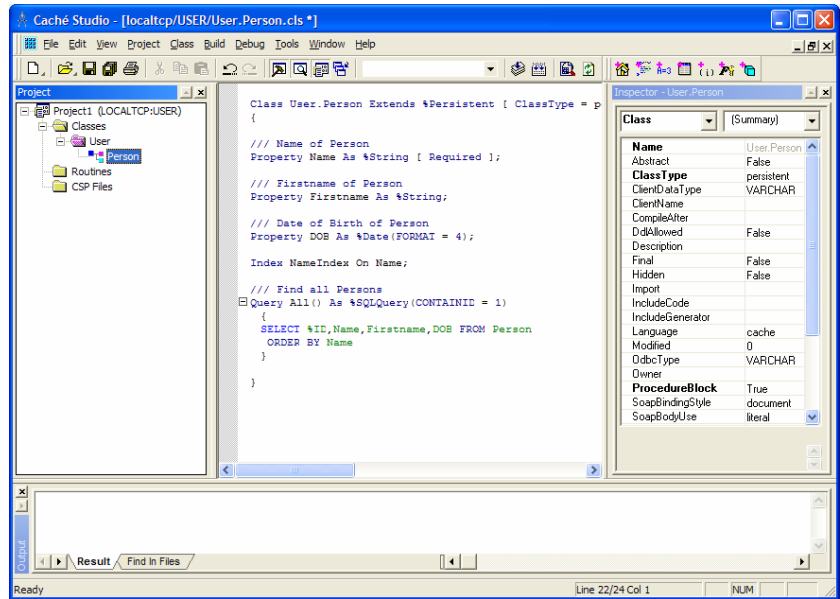 Caché Studio - [localtcp/USER/User.Person.cls *]
File Edit View Project Class Build Debug Tools Window Help
Project
Project1 (LOCALTCP:USER)
Classes
User
Person
Routines
CSP Files
Class User.Person Extends %Persistent [ ClassType = p
{
/// Name of Person
Property Name As %String [ Required ];
/// Firstname of Person
Property Firstname As %String;
/// Date of Birth of Person
Property DOB As %Date(FORMAT = 4);
Index NameIndex On Name;
/// Find all Persons
Query All() As %SQLQuery(CONTAINID = 1)
{
SELECT %ID,Name,Firstname,DOB FROM Person
ORDER BY Name
}
}
Inspector - User.Person
Class (Summary)
Name User.Person
Abstract False
ClassType persistent
ClientDataType VARCHAR
ClientName
CompileAfter
DdlAllowed False
Description
Final False
Hidden False
Import
IncludeCode
IncludeGenerator
Language cache
Modified 0
OdbcType VARCHAR
Owner
ProcedureBlock True
SoapBindingStyle document
SoapBodyUse literal
Output
Result Find In Files
Ready Line 22/24 Col 1 NUM